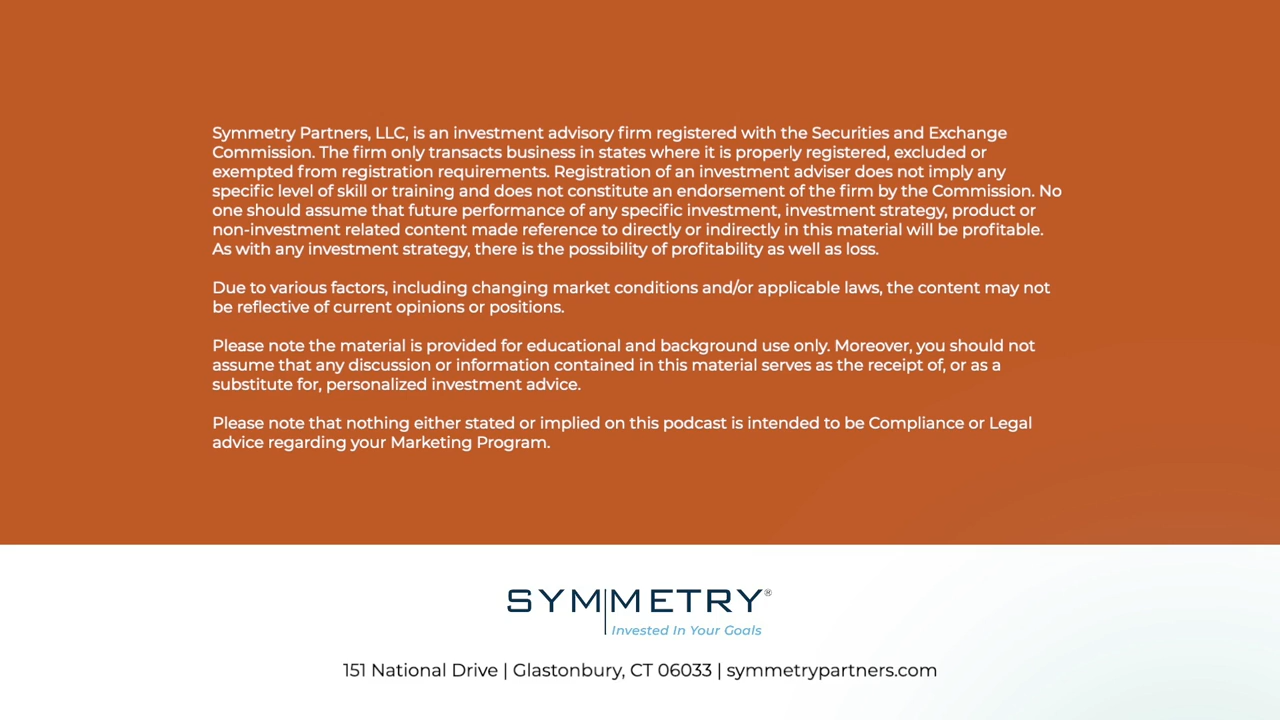 Symmetry Partners, LLC, is an investment advisory firm registered with the Securities and Exchange
Commission. The firm only transacts business in states where it is properly registered, excluded or
exempted from registration requirements. Registration of an investment adviser does not imply any
specific level of skill or training and does not constitute an endorsement of the firm by the Commission. No
one should assume that future performance of any specific investment, investment strategy, product or
non-investment related content made reference to directly or indirectly in this material will be profitable.
As with any investment strategy, there is the possibility of profitability as well as loss.
Due to various factors, including changing market conditions and/or applicable laws, the content may not
be reflective of current opinions or positions.
Please note the material is provided for educational and background use only. Moreover, you should not
assume that any discussion or information contained in this material serves as the receipt of, or as a
substitute for, personalized investment advice.
Please note that nothing either stated or implied on this podcast is intended to be Compliance or Legal
advice regarding your Marketing Program.
SYMMETRY®
Invested In Your Goals
151 National Drive | Glastonbury, CT 06033 | symmetrypartners.com